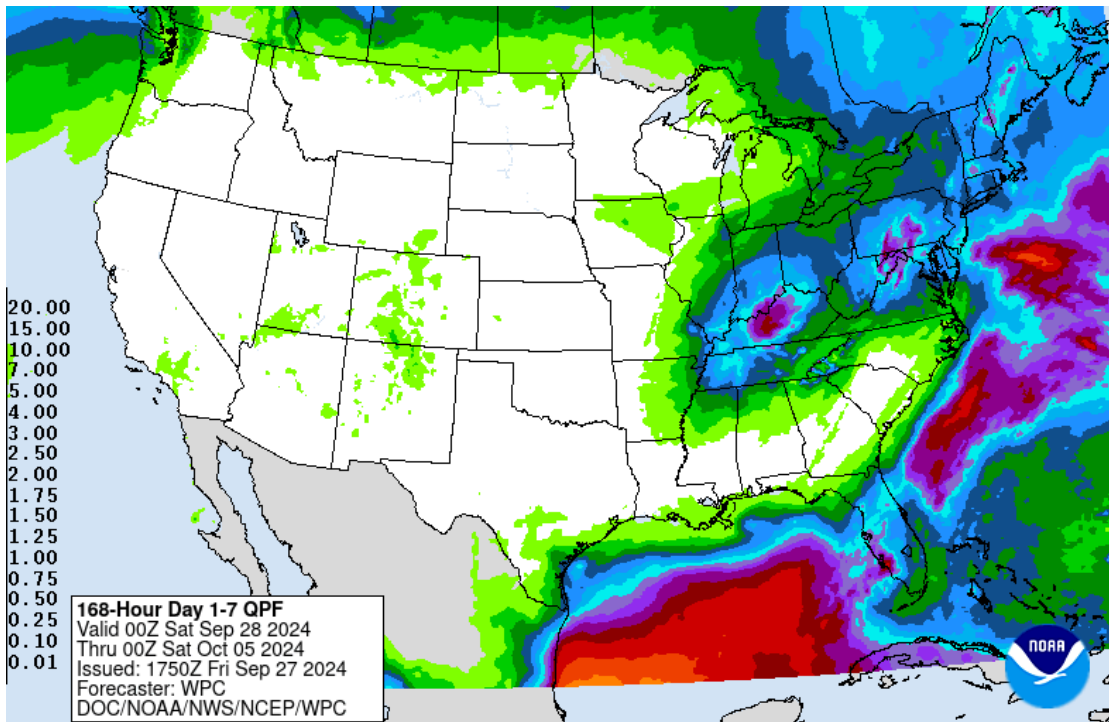 20.00
15.00
10.00
7.00
5.00
4.00
3.00
2.50
2.00
1.75
1.50
1.25
1.00
0.75
0.50
0.25
0.10
0.01
168-Hour Day 1-7 QPF
Valid 00Z Sat Sep 28 2024
Thru 00Z Sat Oct 05 2024
Issued: 1750Z Fri Sep 27 2024
Forecaster: WPC
DOC/NOAA/NWS/NCEP/WPC
NOAA